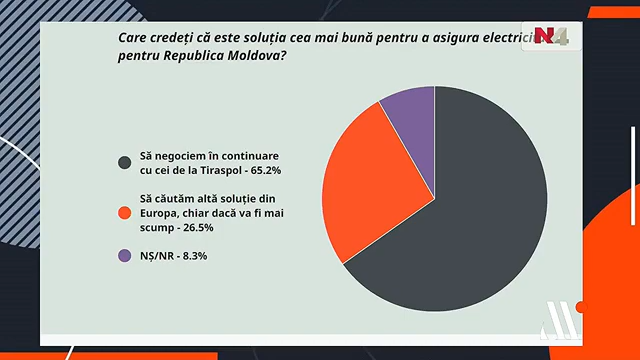 Care credeți că este soluția cea mai bună pentru a asigura
pentru Republica Moldova?
N4
Să negociem în continuare
cu cei de la Tiraspol - 65.2%
Să căutăm altă soluție din
Europa, chiar dacă va fi mai
scump - 26.5%
NȘ/NR - 8.3%